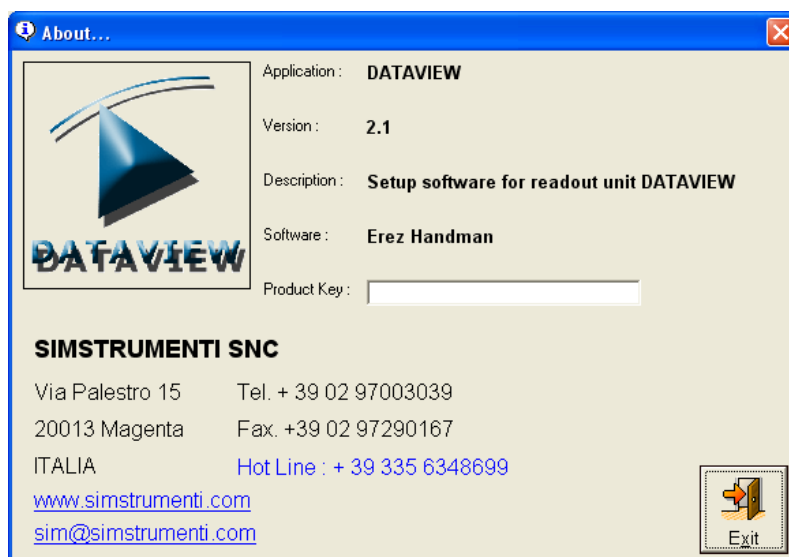 About...
Application : DATAVIEW
Version : 2.1
Description : Setup software for readout unit DATAVIEW
DATAVIEW
Software : Erez Handman
Product Key :
SIMSTRUMENTI SNC
Via Palestro 15 Tel. + 39 02 97003039
20013 Magenta Fax. +39 02 97290167
ITALIA Hot Line : + 39 335 6348699
www.simstrumenti.com
sim@simstrumenti.com
Exit